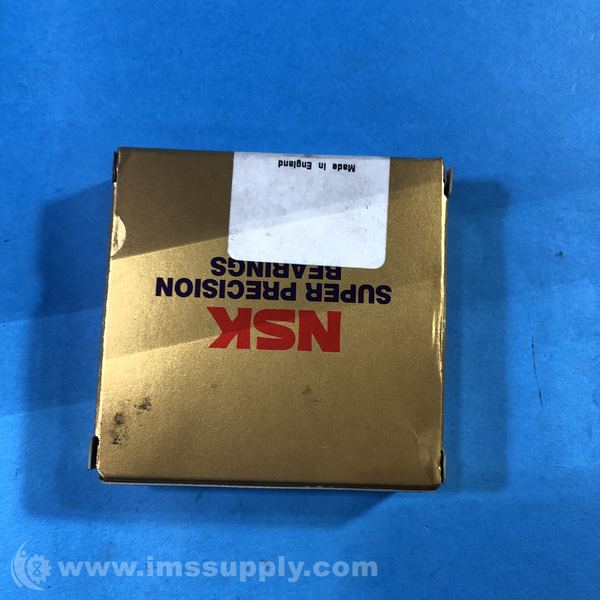 NSK
SUPER PRECISION
BEARINGS
Made in England
www.imssupply.com